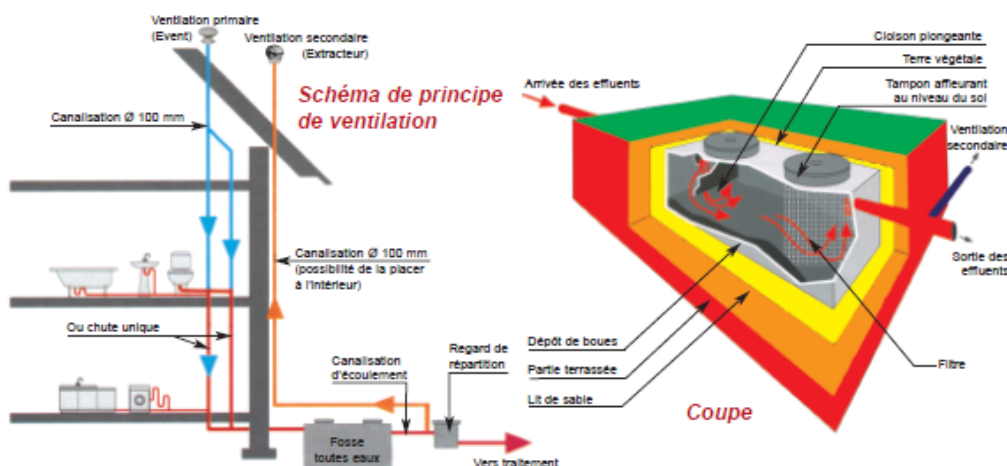 Ventilation primaire
(Event)
Ventilation secondaire
(Extracteur)
Schéma de principe
de ventilation
Canalisation Ø 100 mm
Canalisation Ø 100 mm
(possibilité de la placer
à l'intérieur)
Ou chute unique
Canalisation
d'écoulement
Regard de
répartition
Fosse
toutes eaux
Vers traitement
Cloison plongeante
Terre végétale
Arrivée des effluents
Tampon affleurant
au niveau du sol
Ventilation
secondaire
Sortie des
effluents
Dépôt de boues
Partie terrassée
Lit de sable
Filtre
Coupe